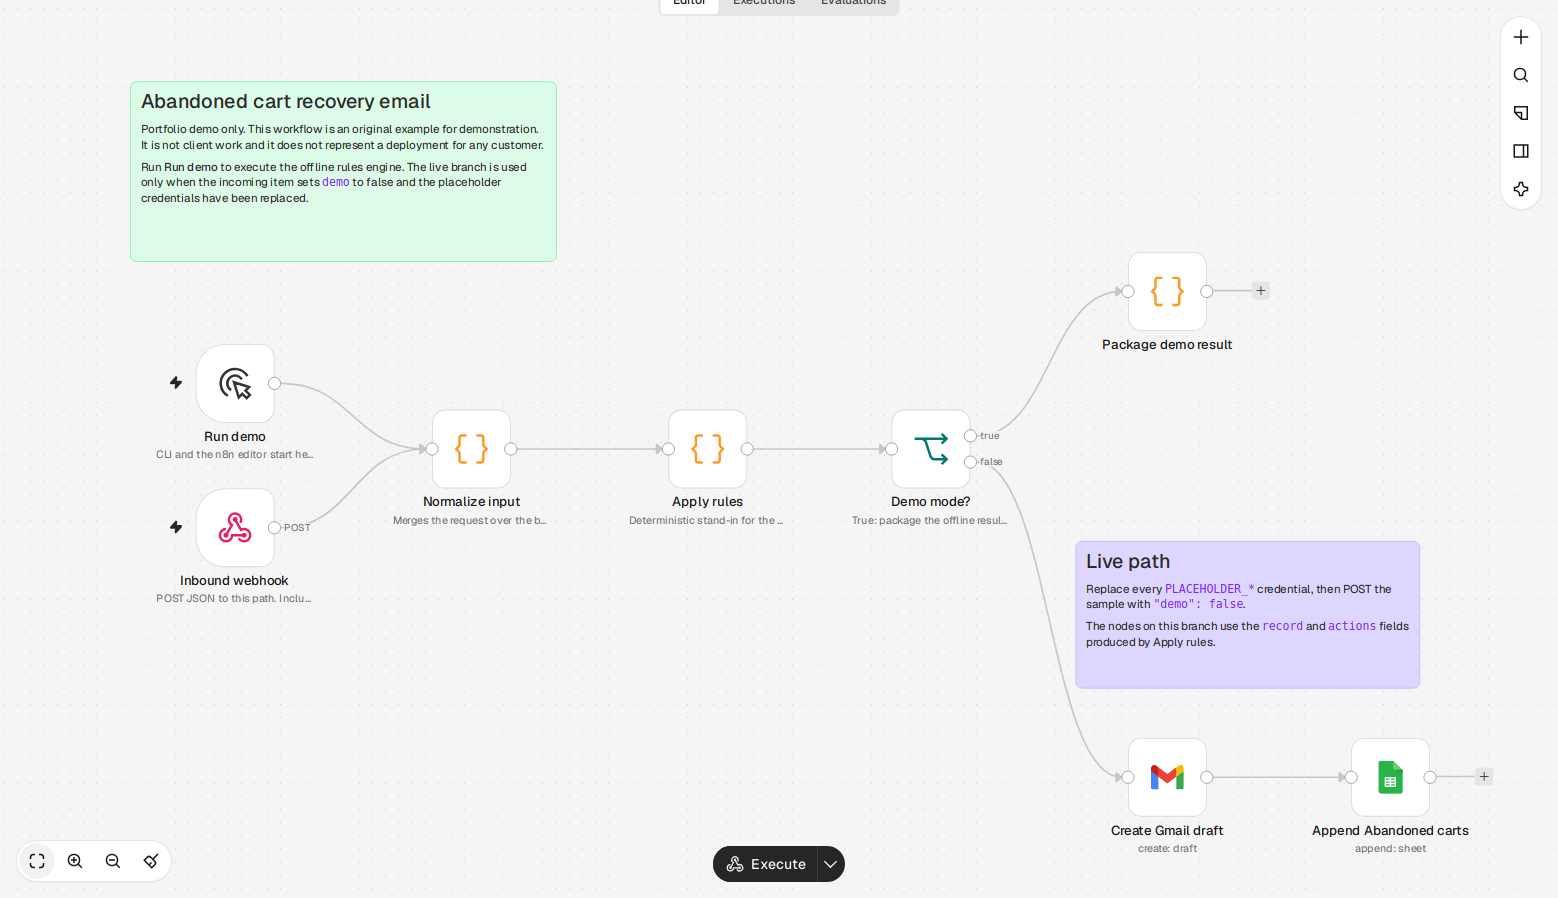 Editor Executions Evaluations
Abandoned cart recovery email
Portfolio demo only. This workflow is an original example for demonstration.
It is not client work and it does not represent a deployment for any customer.
Run Run demo to execute the offline rules engine. The live branch is used
only when the incoming item sets demo to false and the placeholder
credentials have been replaced.
Package demo result
Run demo
CLI and the n8n editor start he...
true
false
Normalize input
Merges the request over the b...
Apply rules
Deterministic stand-in for the ...
Demo mode?
True: package the offline resul...
POST
Inbound webhook
POST JSON to this path. Inclu...
Live path
Replace every PLACEHOLDER_* credential, then POST the
sample with "demo": false.
The nodes on this branch use the record and actions fields
produced by Apply rules.
Create Gmail draft
create: draft
Append Abandoned carts
append: sheet
Execute